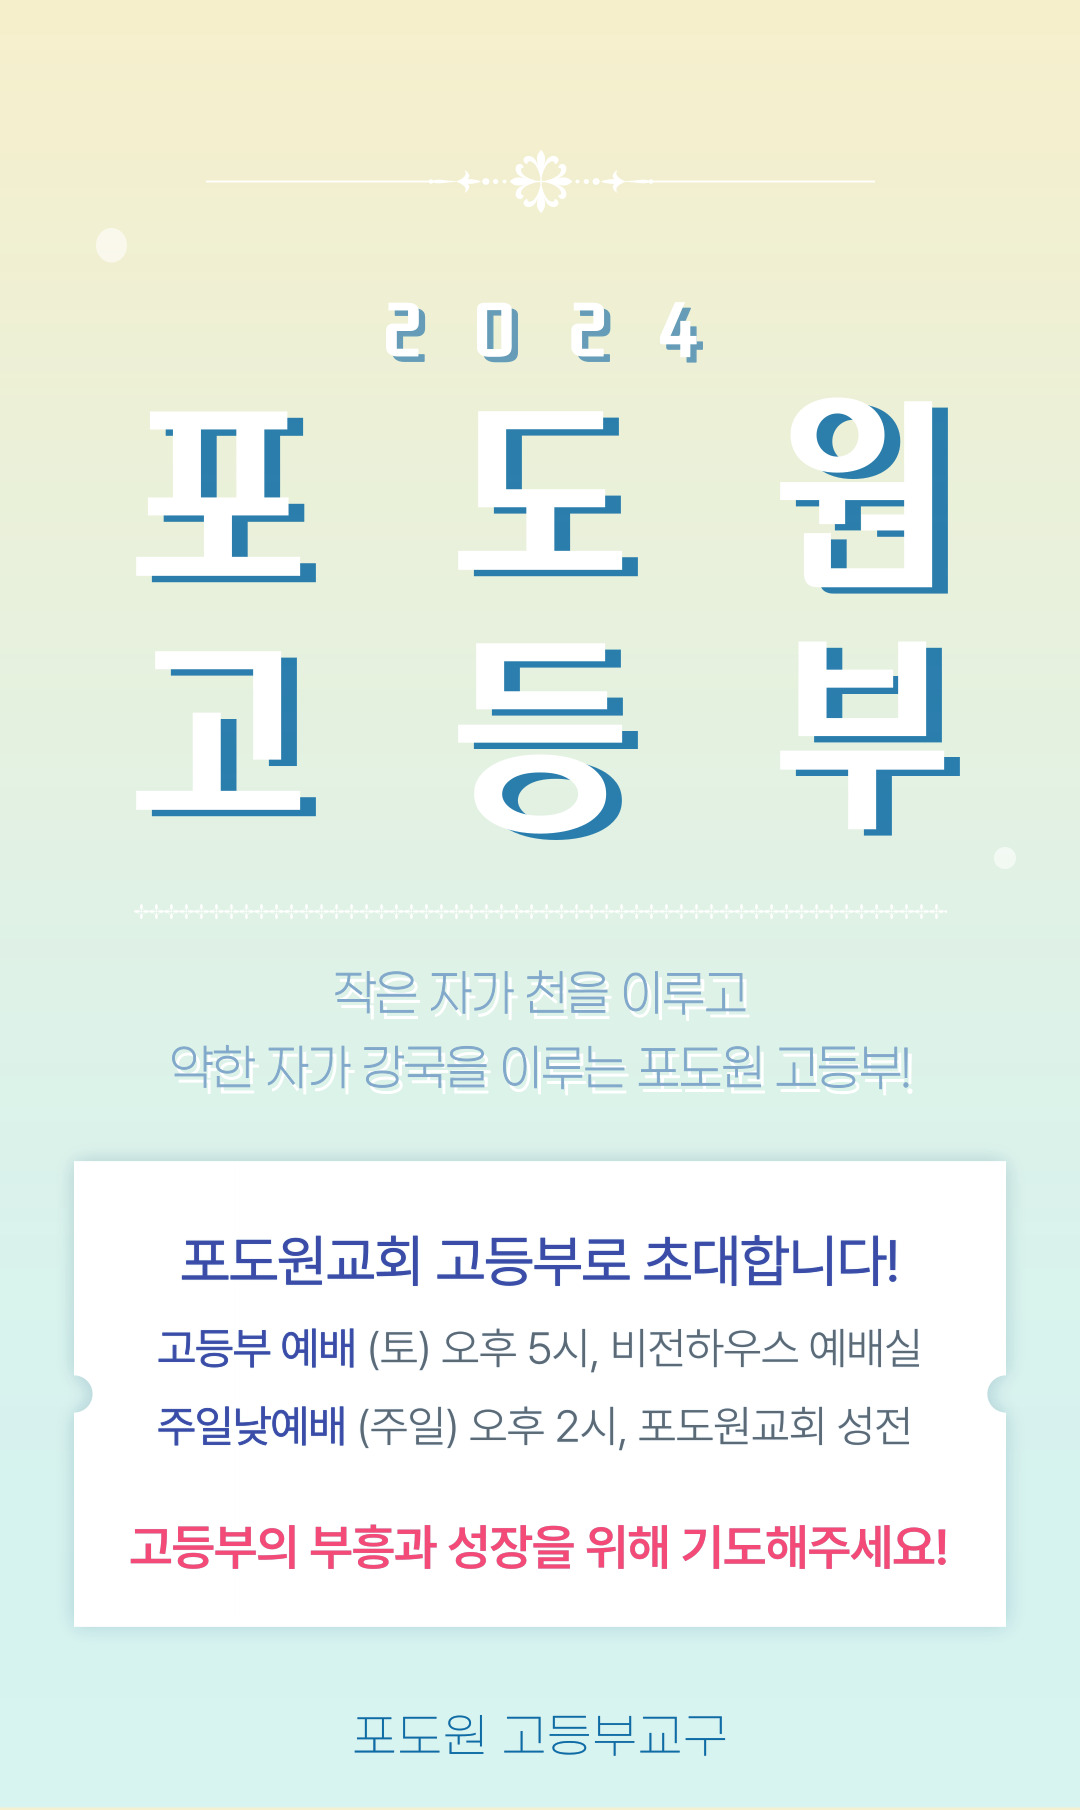 2024
포도원
고등부
작은 자가 천을 이루고
약한 자가 강국을 이루는 포도원 고등부!
포도원교회 고등부로 초대합니다!
고등부 예배 (토) 오후 5시, 비전하우스 예배실
주일낮예배 (주일) 오후 2시, 포도원교회 성전
고등부의 부흥과 성장을 위해 기도해주세요!
포도원 고등부교구